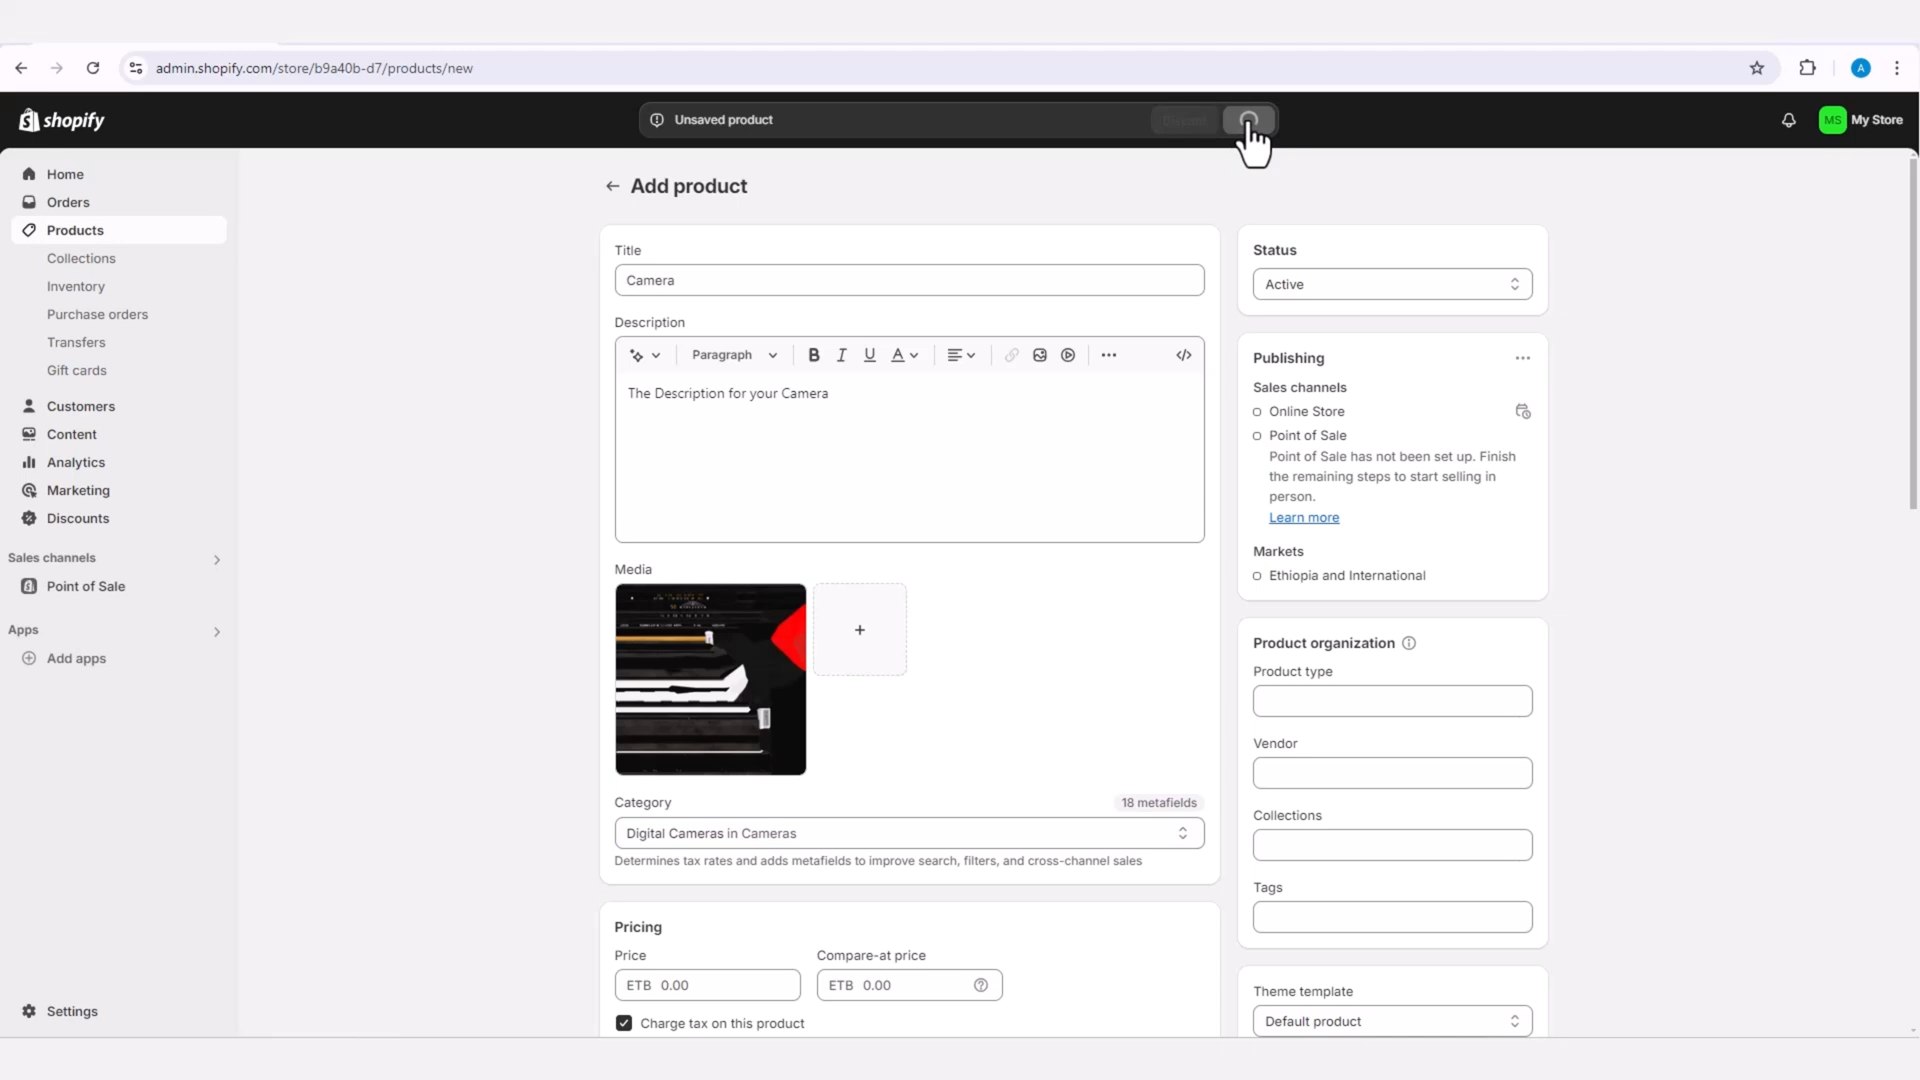 admin.shopify.com/store/b9a40b-d7/products/new
A
shopify
Unsaved product
Discard
MS
My Store
Home
Orders
Products
Collections
Inventory
Purchase orders
Transfers
Gift cards
Customers
Content
Analytics
Marketing
Discounts
Sales channels
Point of Sale
Apps
Add apps
Settings
Add product
Title
Camera
Description
Paragraph
B I U A
The Description for your Camera
Media
Category
18 metafields
Digital Cameras in Cameras
Determines tax rates and adds metafields to improve search, filters, and cross-channel sales
Pricing
Price
Compare-at price
ETB 0.00
ETB 0.00
Charge tax on this product
Status
Active
Publishing
Sales channels
Online Store
Point of Sale
Point of Sale has not been set up. Finish
the remaining steps to start selling in
person.
Learn more
Markets
Ethiopia and International
Product organization
Product type
Vendor
Collections
Tags
Theme template
Default product